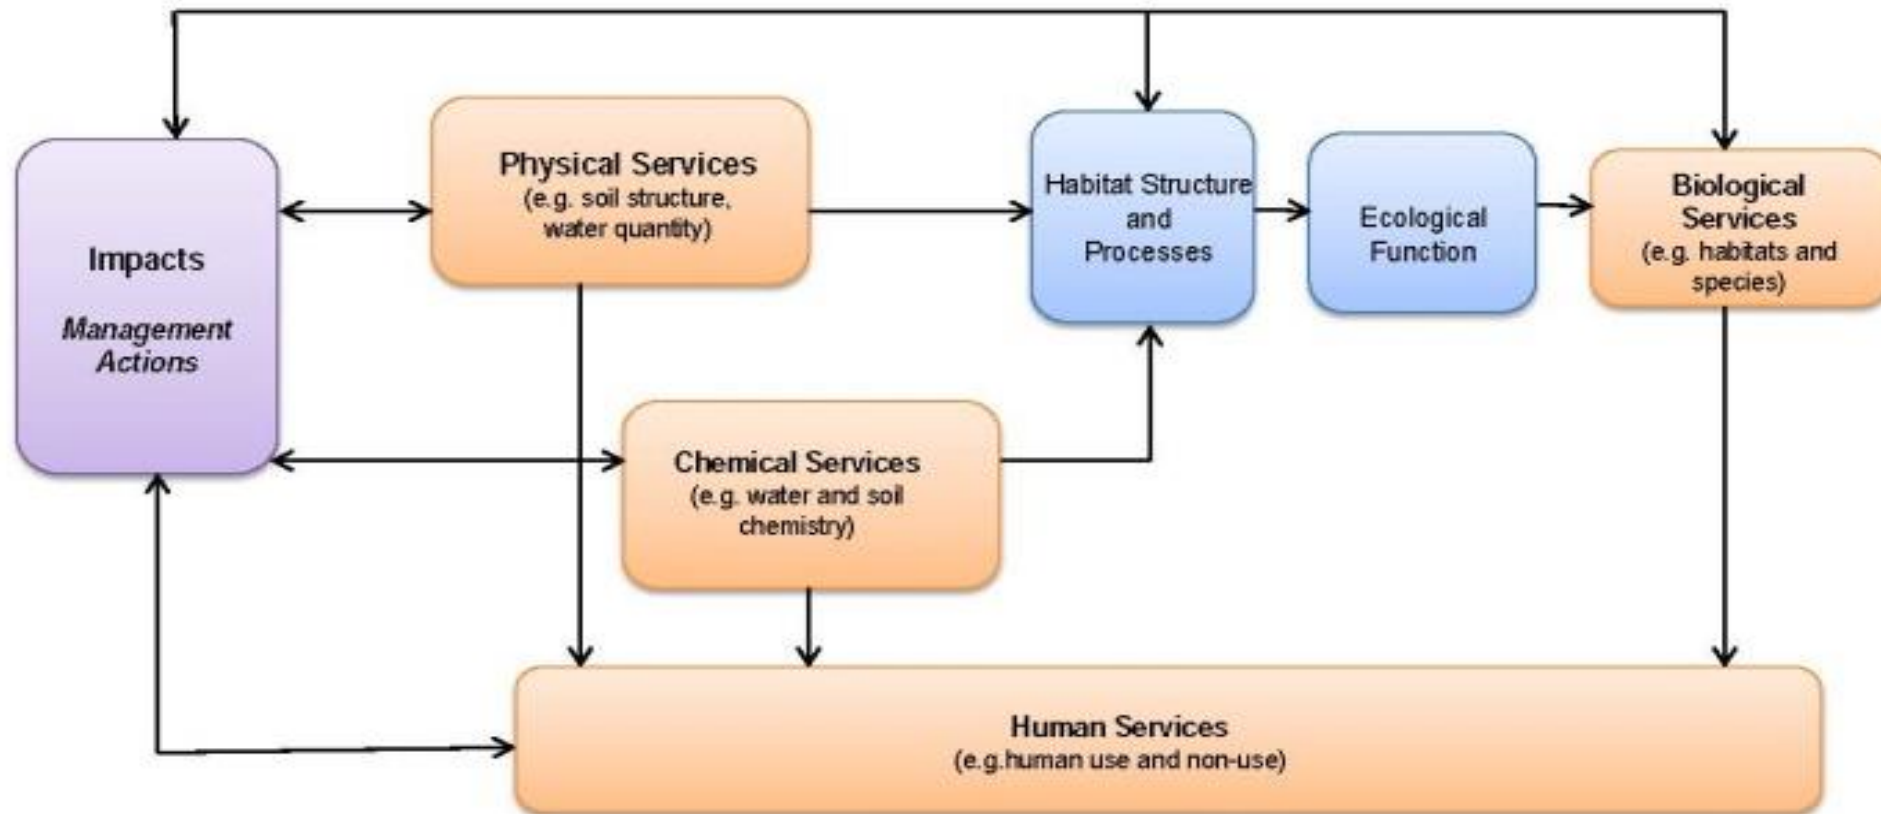 Physical Services
(e.g. soil structure,
water quantity)
Habitat Structure
and
Processes
Ecological
Function
Biological
Services
(e.g. habitats and
species)
Impacts
Management
Actions
Chemical Services
(e.g. water and soil
chemistry)
Human Services
(e.g.human use and non-use)